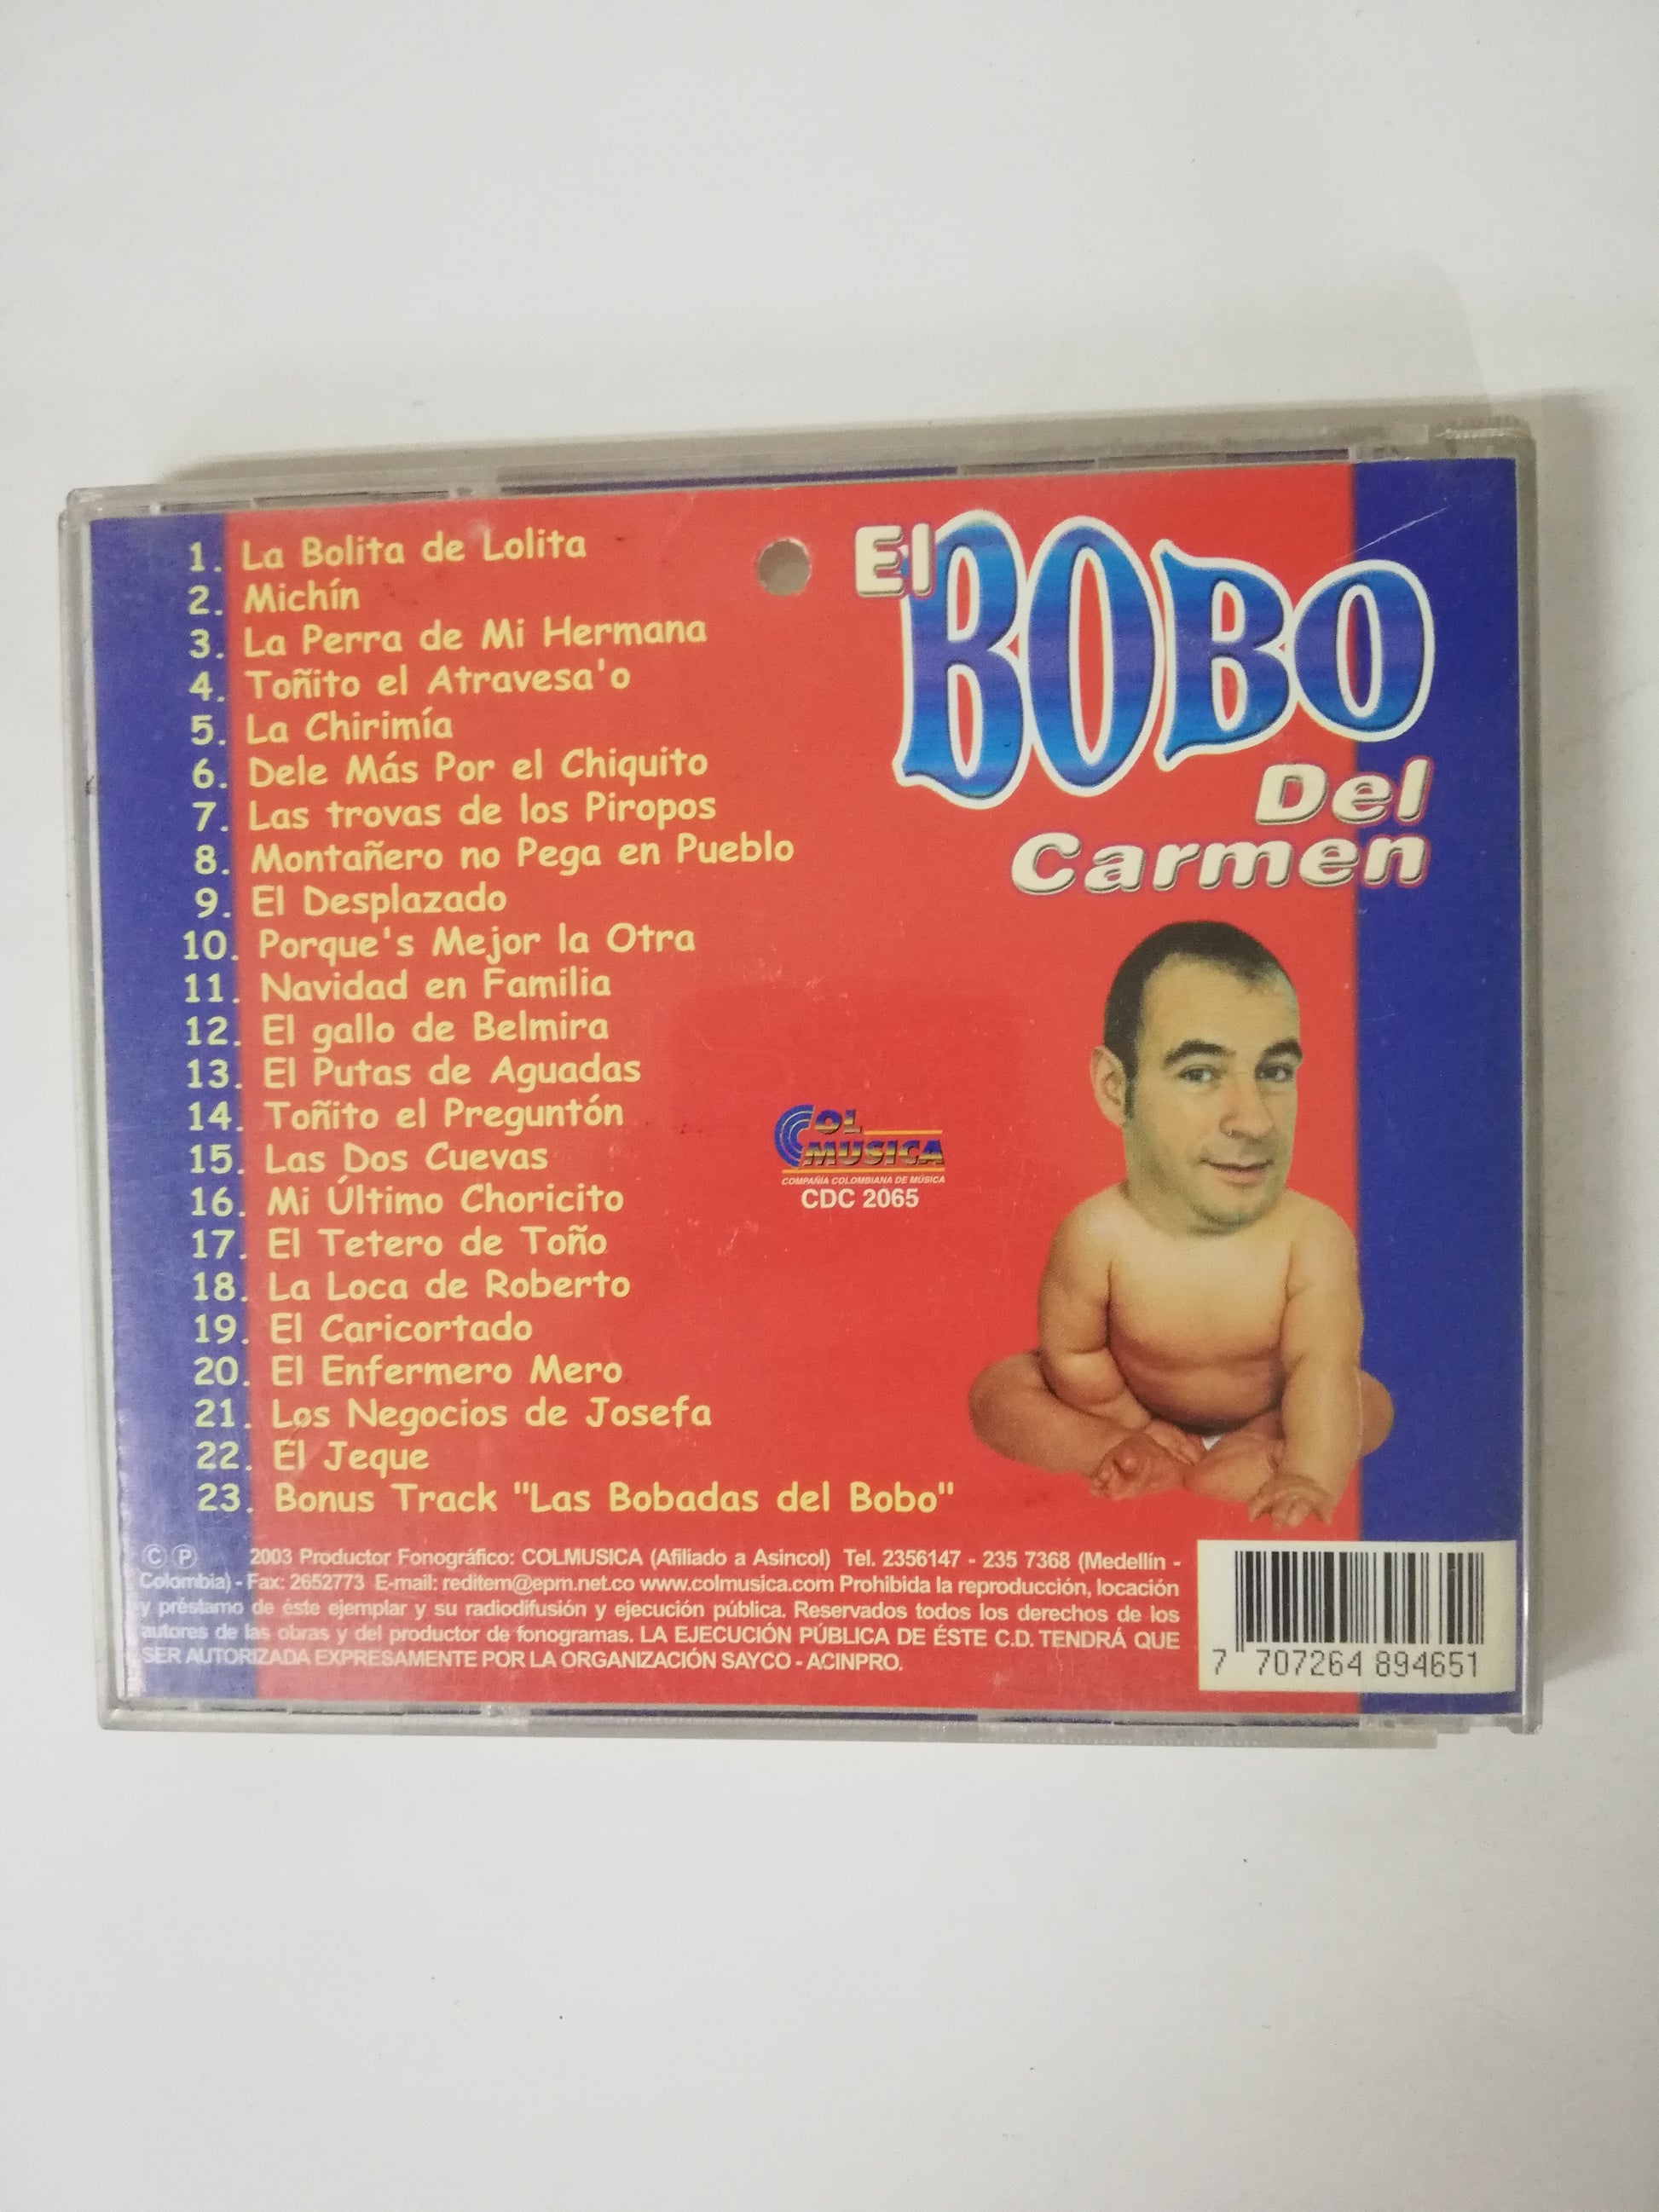 1. La Bolita de Lolita
2. Michín
3. La Perra de Mi Hermana
4. Toñito el Atravesa'o
5. La Chirimía
6. Dele Más Por el Chiquito
7. Las trovas de los Piropos
8. Montañero no Pega en Pueblo
9. El Desplazado
10. Porque's Mejor la Otra
11. Navidad en Familia
12. El gallo de Belmira
13. El Putas de Aguadas
14. Toñito el Preguntón
15. Las Dos Cuevas
16. Mi Último Choricito
17. El Tetero de Toño
18. La Loca de Roberto
19. El Caricortado
20. El Enfermero Mero
21. Los Negocios de Josefa
22. El Jeque
23. Bonus Track "Las Bobadas del Bobo"
El BOBO
Del
Carmen
COL
MUSICA
COMPAÑÍA COLOMBIANA DE MÚSICA
CDC 2065
© ℗ 2003 Productor Fonográfico: COLMUSICA (Afiliado a Asincol) Tel. 2356147 - 235 7368 (Medellín -
Colombia) - Fax: 2652773 E-mail: reditem@epm.net.co www.colmusica.com Prohibida la reproducción, locación
y préstamo de éste ejemplar y su radiodifusión y ejecución pública. Reservados todos los derechos de los
autores de las obras y del productor de fonogramas. LA EJECUCIÓN PÚBLICA DE ÉSTE C.D. TENDRÁ QUE
SER AUTORIZADA EXPRESAMENTE POR LA ORGANIZACIÓN SAYCO - ACINPRO.
7 707264 894651